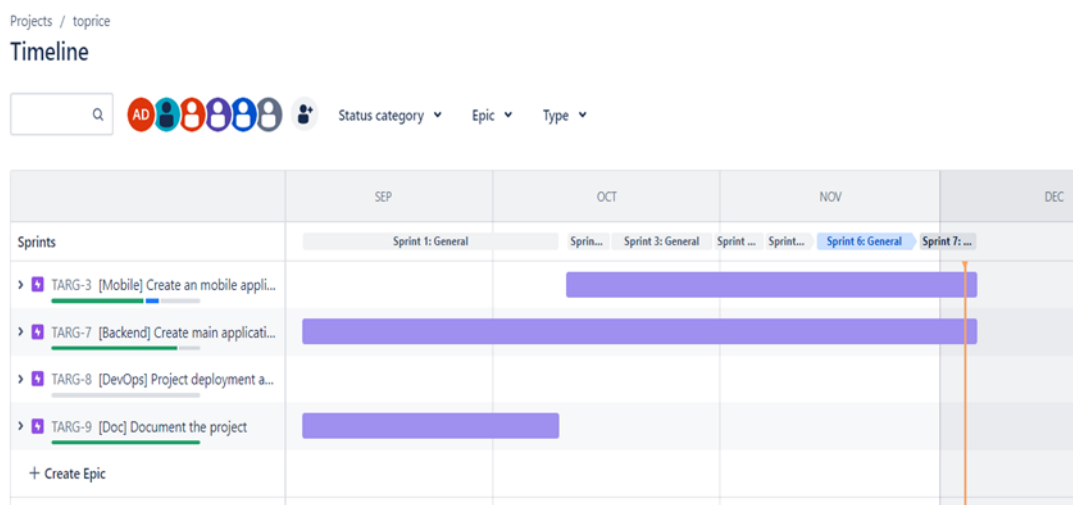 Projects / toprice
Timeline
AD Status category Epic Type
SEP OCT NOV DEC
Sprints Sprint 1: General Sprin... Sprint 3: General Sprint ... Sprint... Sprint 6: General Sprint 7: ...
TARG-3 [Mobile] Create an mobile appli...
TARG-7 [Backend] Create main applicati...
TARG-8 [DevOps] Project deployment a...
TARG-9 [Doc] Document the project
+ Create Epic